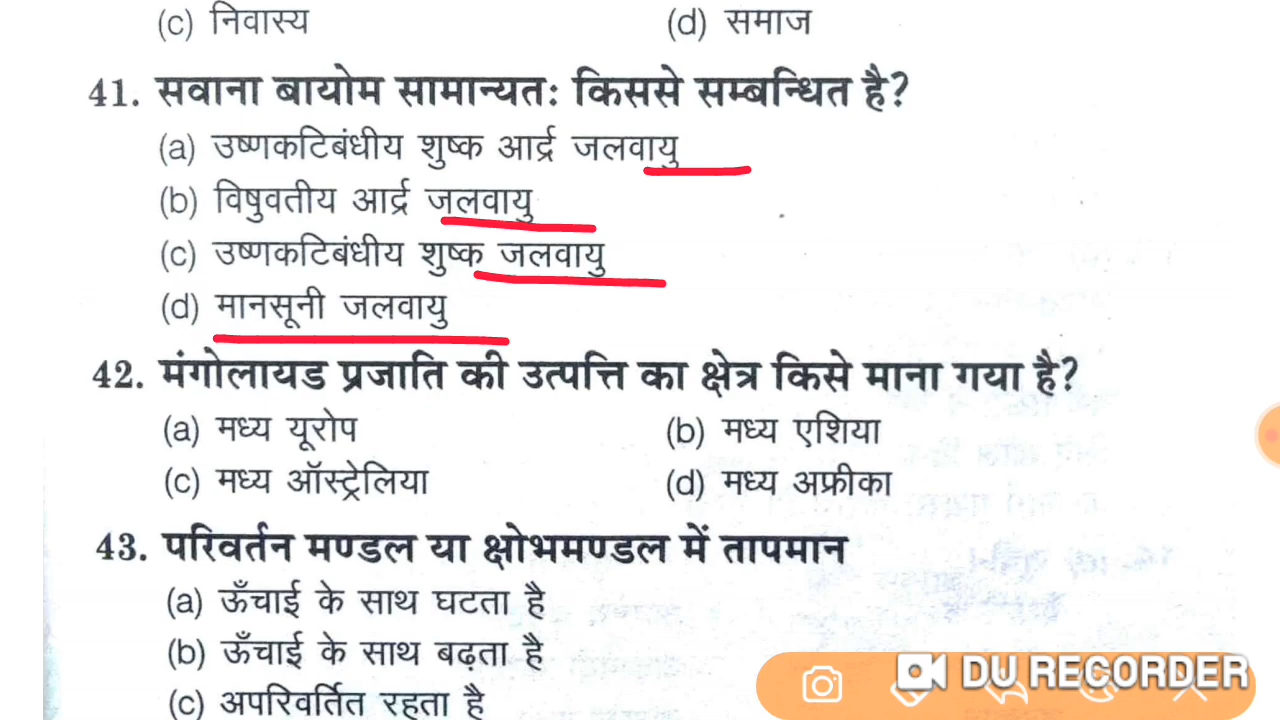 (c) निवास्य (d) समाज
41. सवाना बायोम सामान्यतः किससे सम्बन्धित है?
(a) उष्णकटिबंधीय शुष्क आर्द्र जलवायु
(b) विषुवतीय आर्द्र जलवायु
(c) उष्णकटिबंधीय शुष्क जलवायु
(d) मानसूनी जलवायु
42. मंगोलायड प्रजाति की उत्पत्ति का क्षेत्र किसे माना गया है?
(a) मध्य यूरोप (b) मध्य एशिया
(c) मध्य ऑस्ट्रेलिया (d) मध्य अफ्रीका
43. परिवर्तन मण्डल या क्षोभमण्डल में तापमान
(a) ऊँचाई के साथ घटता है
(b) ऊँचाई के साथ बढ़ता है
(c) अपरिवर्तित रहता है
DU RECORDER